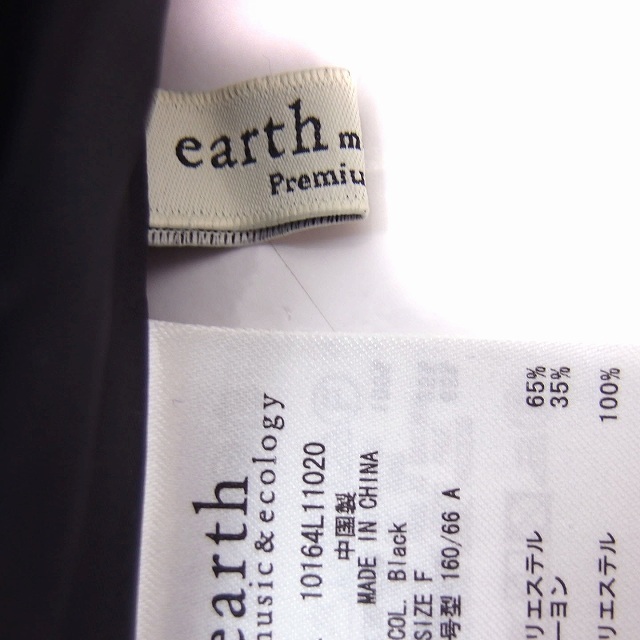 earth m
Premiu
earth
music&ecology
10164L11020
中国製
MADE IN CHINA
COL. Black
SIZE F
号型 160/66 A
リエステル 65%
ーヨン 35%
リエステル 100%